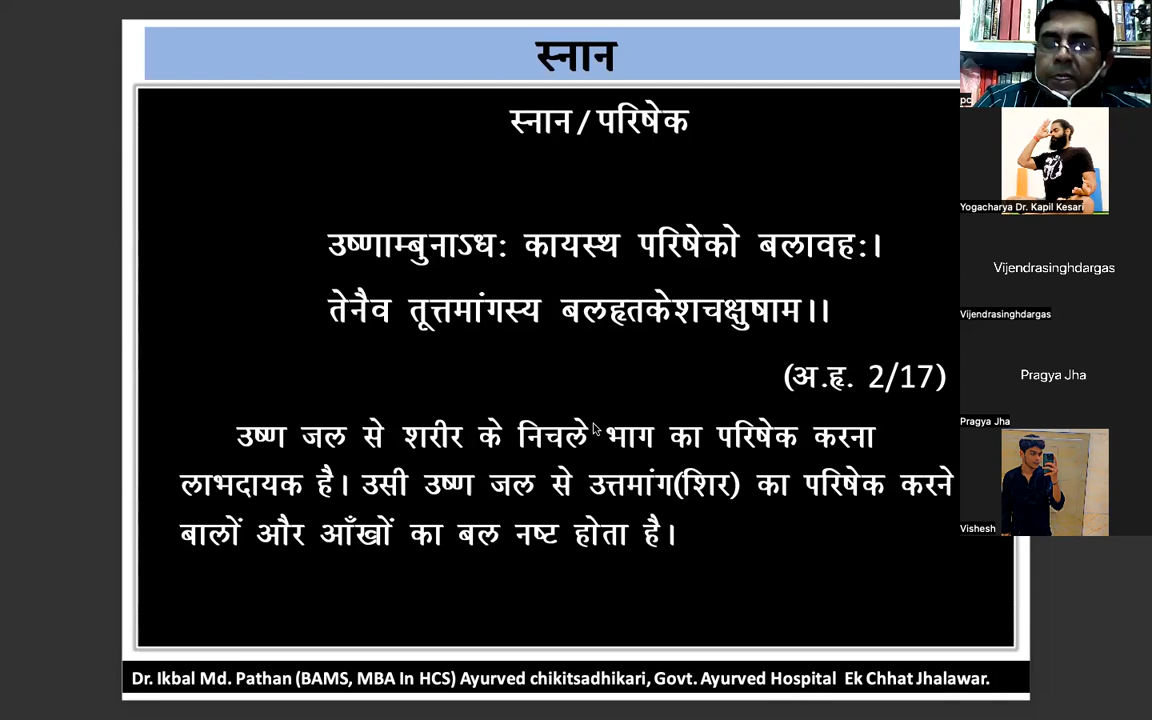 स्नान
स्नान / परिषेक
उष्णाम्बुनाऽधः कायस्थ परिषेको बलावहः।
तेनैव तूत्तमांगस्य बलहृतकेशचक्षुषाम।।
(अ.हृ. 2/17)
उष्ण जल से शरीर के निचले भाग का परिषेक करना
लाभदायक है। उसी उष्ण जल से उत्तमांग(शिर) का परिषेक करने
बालों और आँखों का बल नष्ट होता है।
Dr. Ikbal Md. Pathan (BAMS, MBA In HCS) Ayurved chikitsadhikari, Govt. Ayurved Hospital Ek Chhat Jhalawar.
pc
Yogacharya Dr. Kapil Kesari
Vijendrasinghdargas
Vijendrasinghdargas
Pragya Jha
Pragya Jha
Vishesh